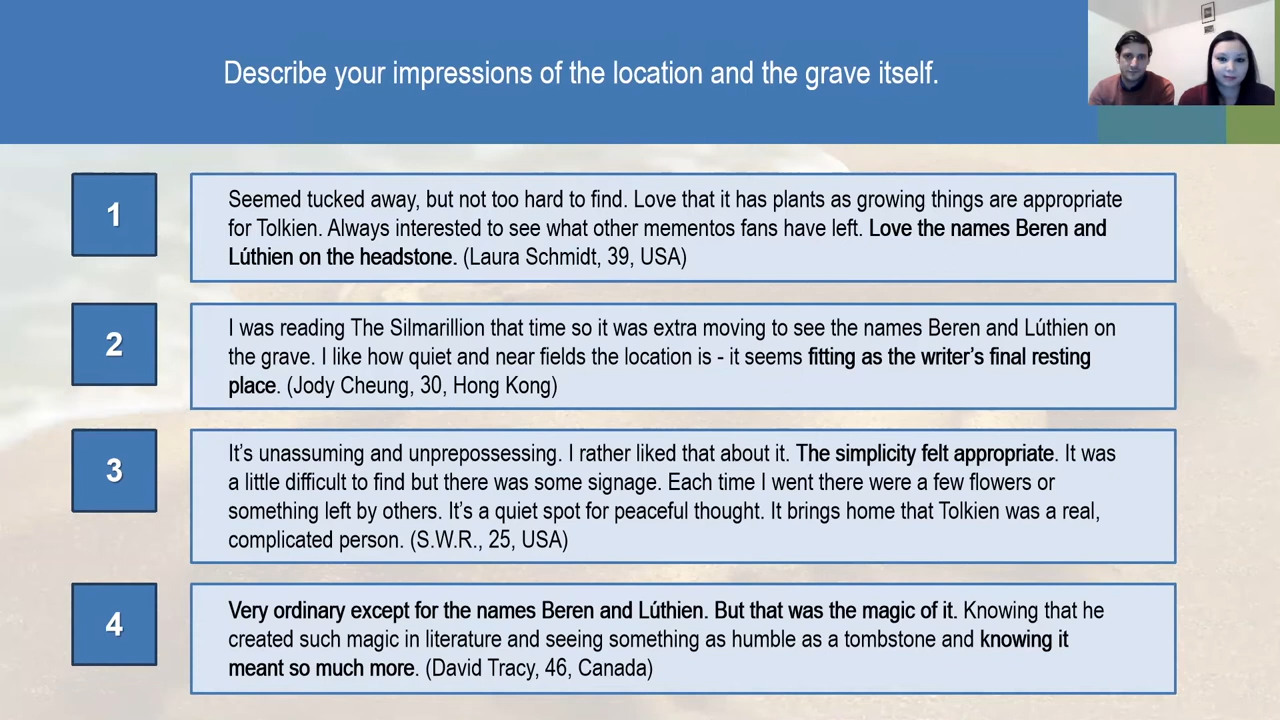 Describe your impressions of the location and the grave itself.
1
Seemed tucked away, but not too hard to find. Love that it has plants as growing things are appropriate
for Tolkien. Always interested to see what other mementos fans have left. Love the names Beren and
Lúthien on the headstone. (Laura Schmidt, 39, USA)
2
I was reading The Silmarillion that time so it was extra moving to see the names Beren and Lúthien on
the grave. I like how quiet and near fields the location is - it seems fitting as the writer’s final resting
place. (Jody Cheung, 30, Hong Kong)
3
It’s unassuming and unprepossessing. I rather liked that about it. The simplicity felt appropriate. It was
a little difficult to find but there was some signage. Each time I went there were a few flowers or
something left by others. It’s a quiet spot for peaceful thought. It brings home that Tolkien was a real,
complicated person. (S.W.R., 25, USA)
4
Very ordinary except for the names Beren and Lúthien. But that was the magic of it. Knowing that he
created such magic in literature and seeing something as humble as a tombstone and knowing it
meant so much more. (David Tracy, 46, Canada)